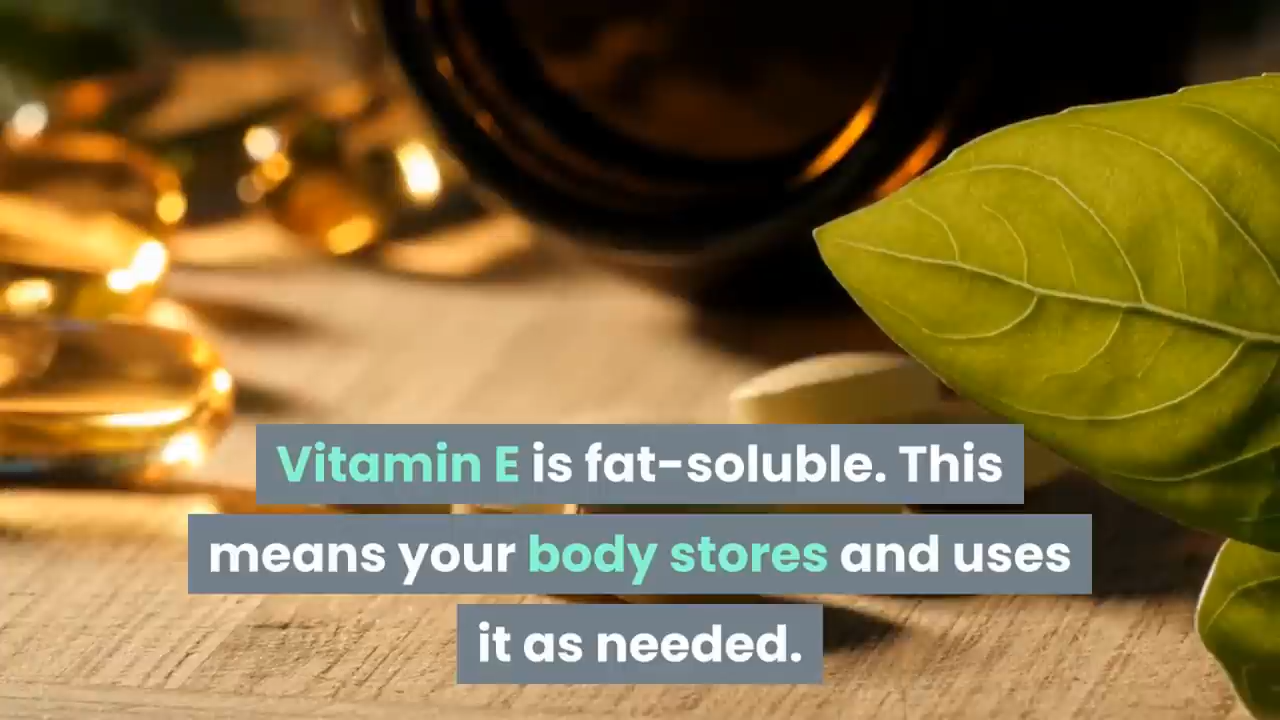 Vitamin E is fat-soluble. This
means your body stores and uses
it as needed.